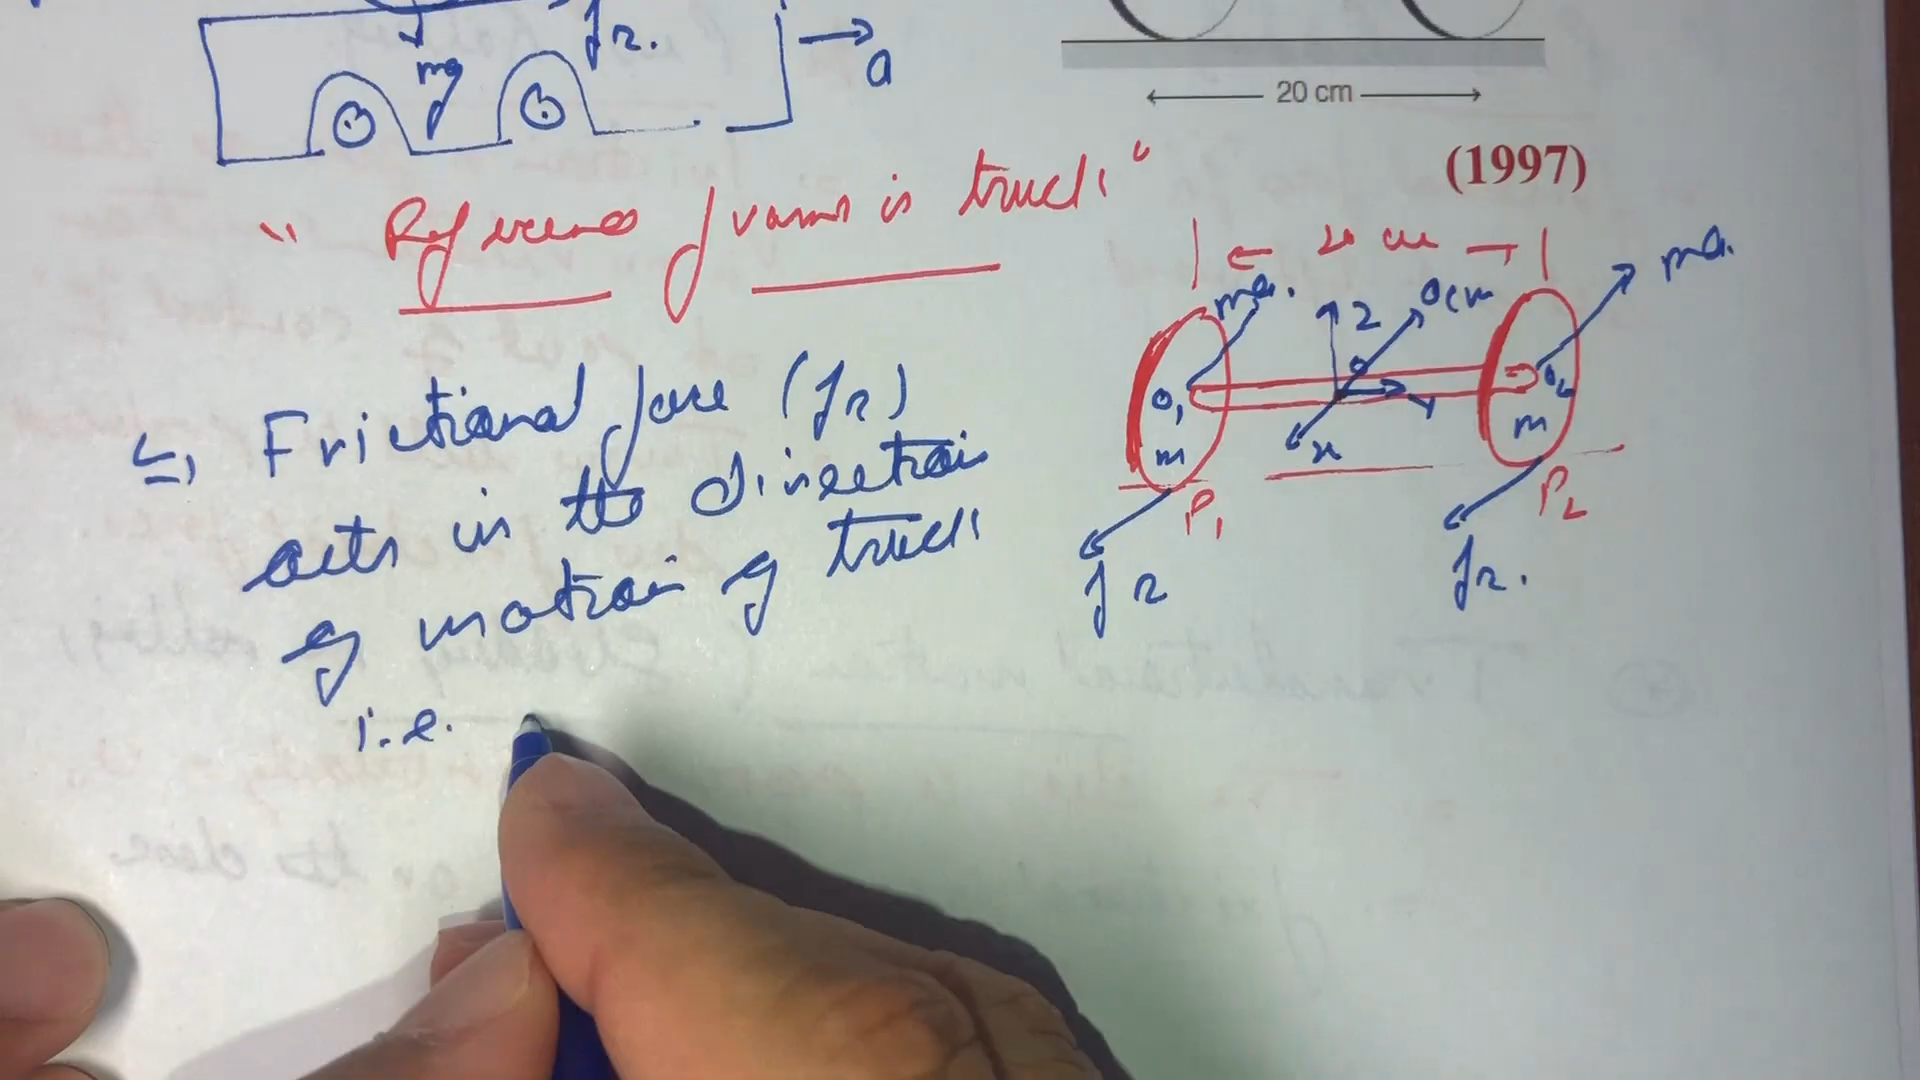 mg
fr.
a
20 cm
(1997)
" Reference frame is truck "
20 cm
ma.
ma.
Z
acm
O
O1
O2
x
y
m
m
P1
P2
fr
fr.
Frictional force (fr)
acts in the direction
of motion of truck
i.e.